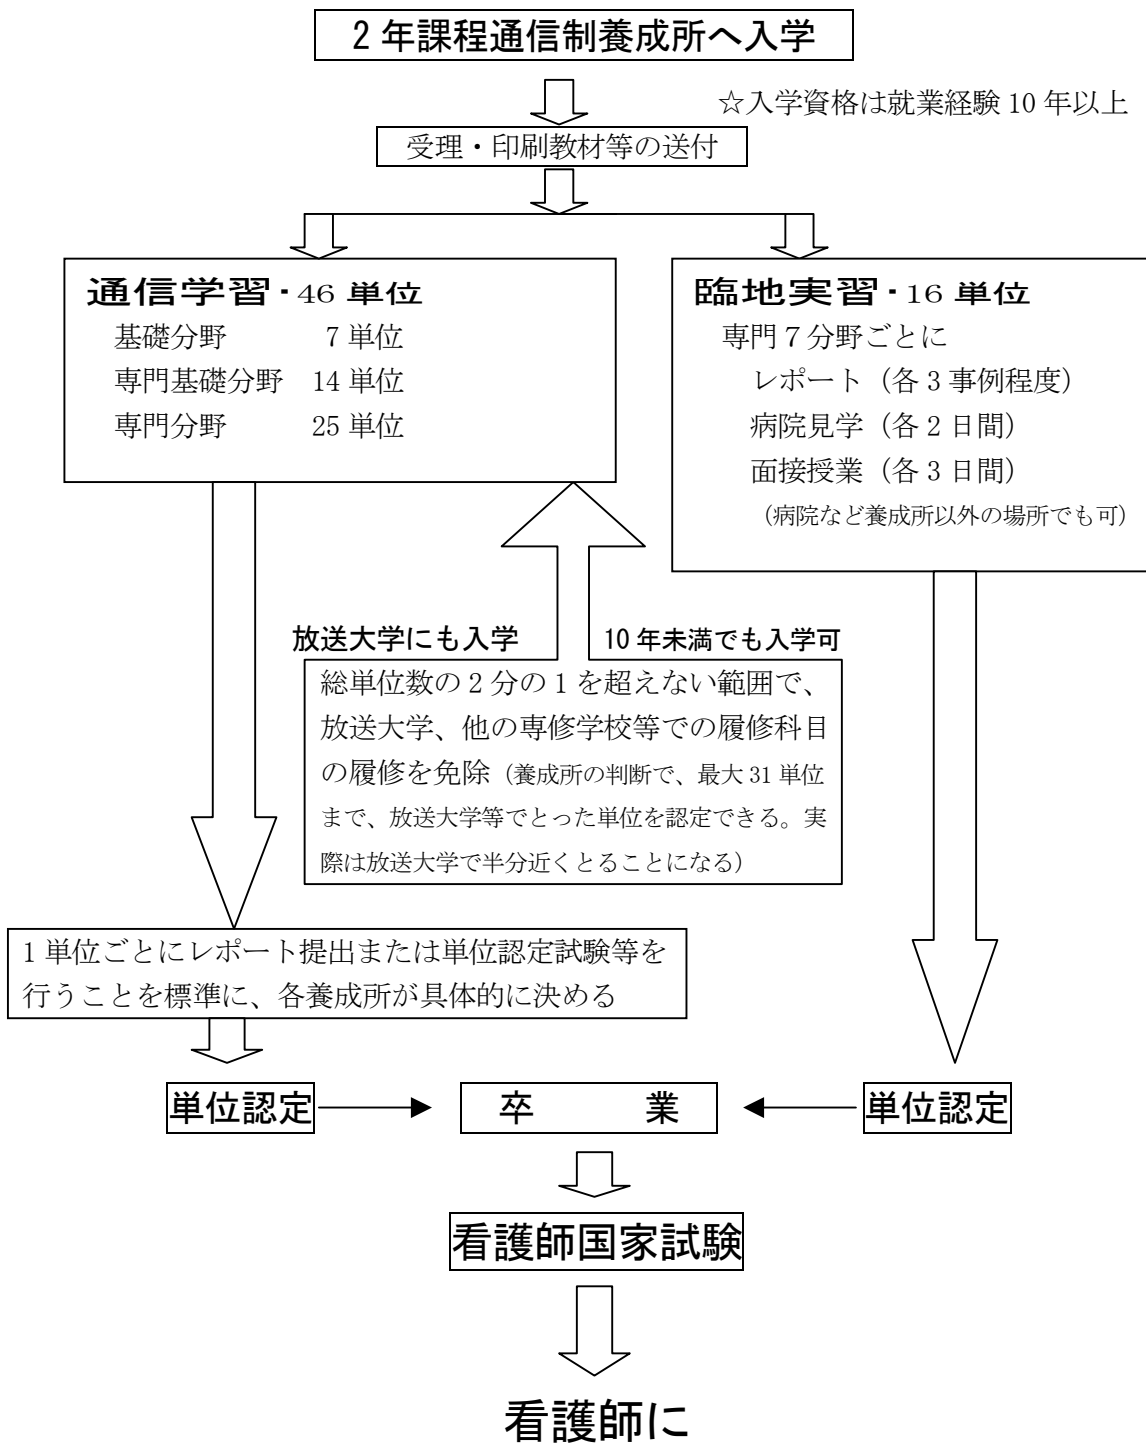 2年課程通信制養成所へ入学
☆入学資格は就業経験 10 年以上
受理・印刷教材等の送付
通信学習・46 単位
基礎分野 7 単位
専門基礎分野 14 単位
専門分野 25 単位
臨地実習・16 単位
専門７分野ごとに
レポート（各 3 事例程度）
病院見学（各 2 日間）
面接授業（各 3 日間）
（病院など養成所以外の場所でも可）
放送大学にも入学
10 年未満でも入学可
総単位数の 2 分の 1 を超えない範囲で、
放送大学、他の専修学校等での履修科目
の履修を免除（養成所の判断で、最大 31 単位
まで、放送大学等でとった単位を認定できる。実
際は放送大学で半分近くとることになる）
1 単位ごとにレポート提出または単位認定試験等を
行うことを標準に、各養成所が具体的に決める
単位認定
卒 業
単位認定
看護師国家試験
看護師に